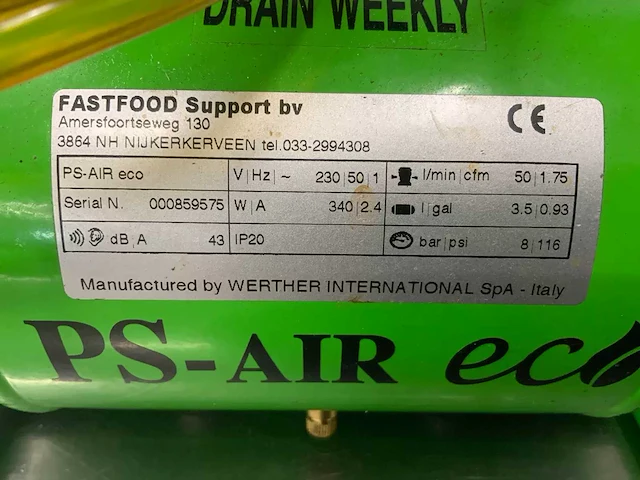 DRAIN WEEKLY
FASTFOOD Support bv
Amersfoortseweg 130
3864 NH NIJKERKERVEEN tel.033-2994308
CE
PS-AIR eco V|Hz|~ 230|50|1 l/min|cfm 50|1.75
Serial N. 000859575 W|A 340|2.4 l|gal 3.5|0.93
dB|A 43 IP20 bar|psi 8|116
Manufactured by WERTHER INTERNATIONAL SpA - Italy
PS-AIR eco